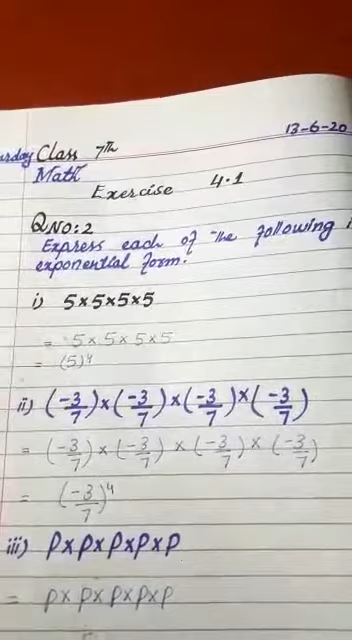 13-6-20
urday Class 7th
Math
Exercise 4.1
QNO:2
Express each of the following
exponential form.
i) 5×5×5×5
= 5×5×5×5
= (5)4
ii) (-3/7)×(-3/7)×(-3/7)×(-3/7)
= (-3/7)×(-3/7)×(-3/7)×(-3/7)
= (-3/7)4
iii) P×P×P×P×P
= P×P×P×P×P